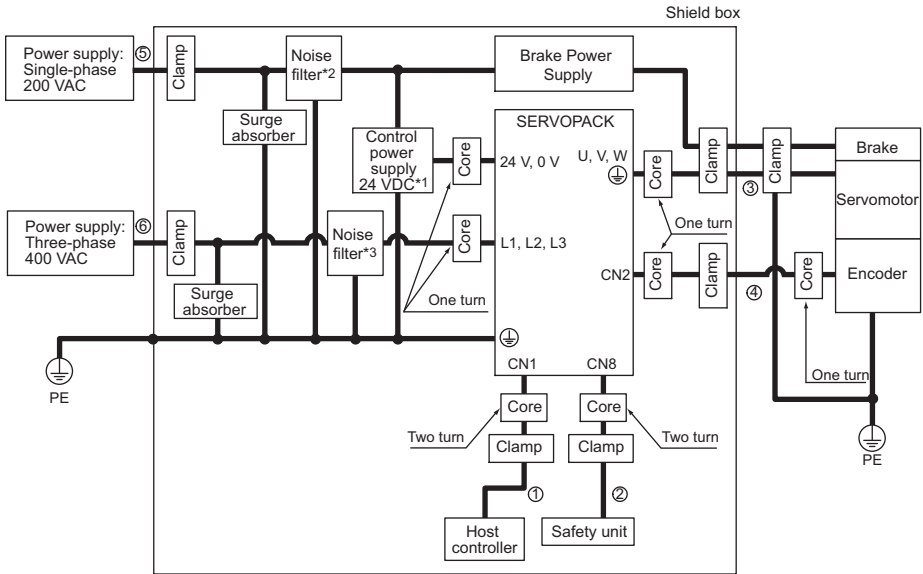 Shield box
Power supply:
Single-phase
200 VAC
⑤
Clamp
Noise
filter*2
Brake Power
Supply
Surge
absorber
Control
power
supply
24 VDC*1
Core
SERVOPACK
24 V, 0 V
U, V, W
Core
Clamp
③
Clamp
Brake
Servomotor
Power supply:
Three-phase
400 VAC
⑥
Clamp
Noise
filter*3
Core
L1, L2, L3
One turn
One turn
CN2
Core
Clamp
④
Core
Encoder
Surge
absorber
One turn
PE
CN1
CN8
Core
Core
Two turn
Two turn
Clamp
Clamp
PE
①
②
Host
controller
Safety unit